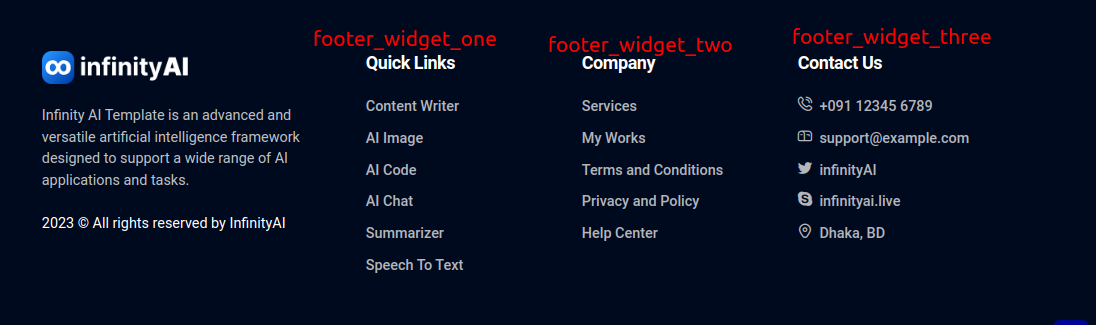 infinityAI
Infinity AI Template is an advanced and
versatile artificial intelligence framework
designed to support a wide range of AI
applications and tasks.
2023 © All rights reserved by InfinityAI
footer_widget_one
Quick Links
Content Writer
AI Image
AI Code
AI Chat
Summarizer
Speech To Text
footer_widget_two
Company
Services
My Works
Terms and Conditions
Privacy and Policy
Help Center
footer_widget_three
Contact Us
+091 12345 6789
support@example.com
infinityAI
infinityai.live
Dhaka, BD